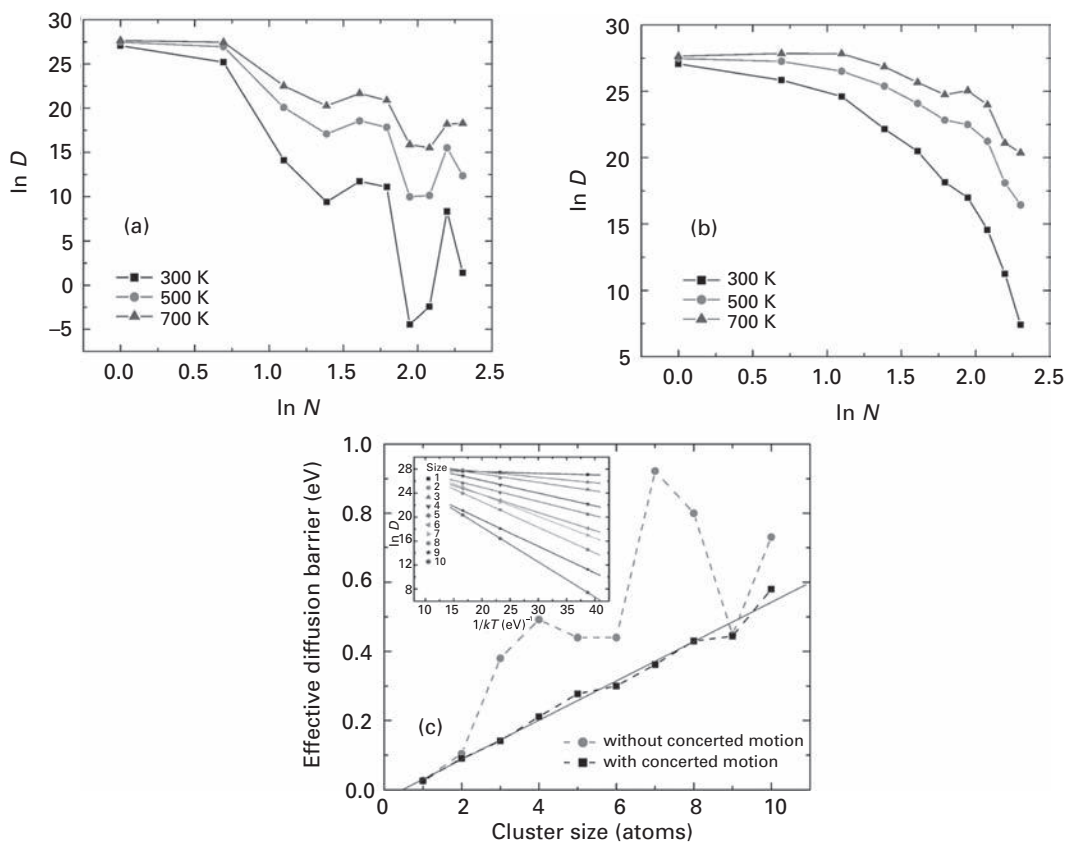 30
25
20
15
10
5
0
−5
ln D
(a)
300 K
500 K
700 K
0.0 0.5 1.0 1.5 2.0 2.5
ln N
30
25
20
15
10
5
ln D
(b)
300 K
500 K
700 K
0.0 0.5 1.0 1.5 2.0 2.5
ln N
1.0
0.8
0.6
0.4
0.2
0.0
Effective diffusion barrier (eV)
28
24
20
16
12
8
ln D
Size
1
2
3
4
5
6
7
8
9
10
10 15 20 25 30 35 40
1/kT (eV)⁻¹
(c)
without concerted motion
with concerted motion
0 2 4 6 8 10
Cluster size (atoms)